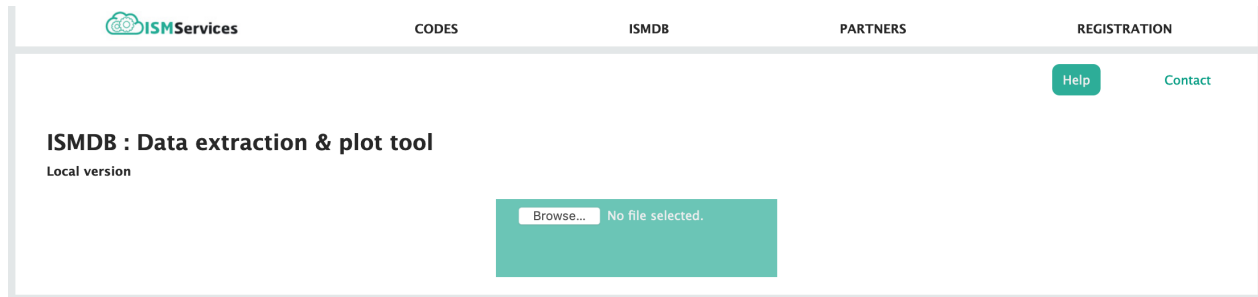 ISMServices CODES ISMDB PARTNERS REGISTRATION
Help Contact
ISMDB : Data extraction & plot tool
Local version
Browse... No file selected.